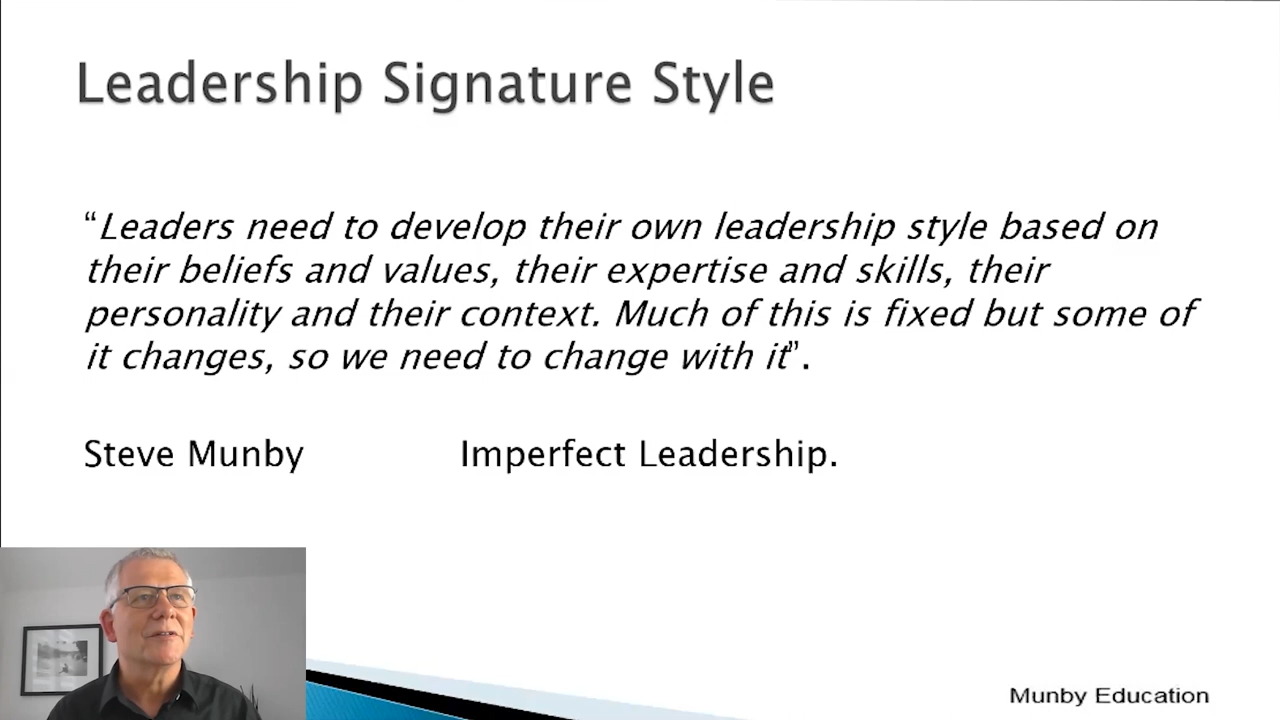 Leadership Signature Style
“Leaders need to develop their own leadership style based on
their beliefs and values, their expertise and skills, their
personality and their context. Much of this is fixed but some of
it changes, so we need to change with it”.
Steve Munby Imperfect Leadership.
Munby Education